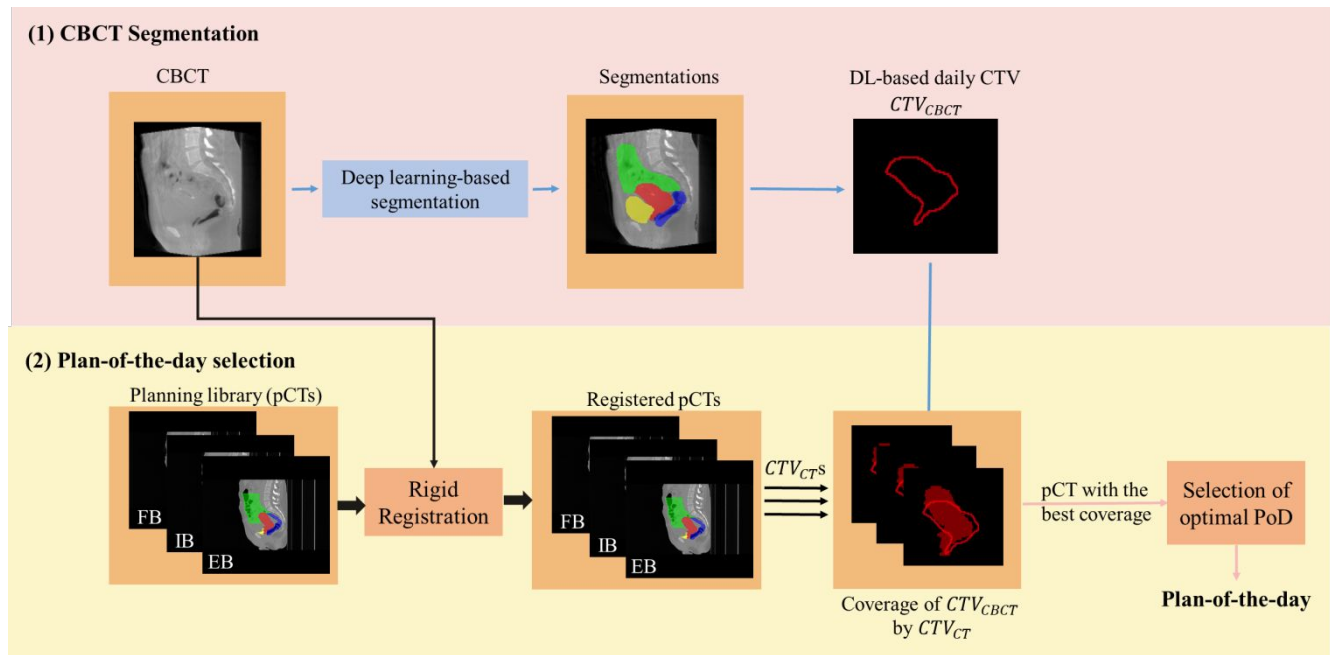 (1) CBCT Segmentation
CBCT
Segmentations
DL-based daily CTV
CTV_CBCT
Deep learning-based
segmentation
(2) Plan-of-the-day selection
Planning library (pCTs)
Registered pCTs
FB
IB
EB
Rigid
Registration
FB
IB
EB
CTV_CTs
pCT with the
best coverage
Selection of
optimal PoD
Coverage of CTV_CBCT
by CTV_CT
Plan-of-the-day